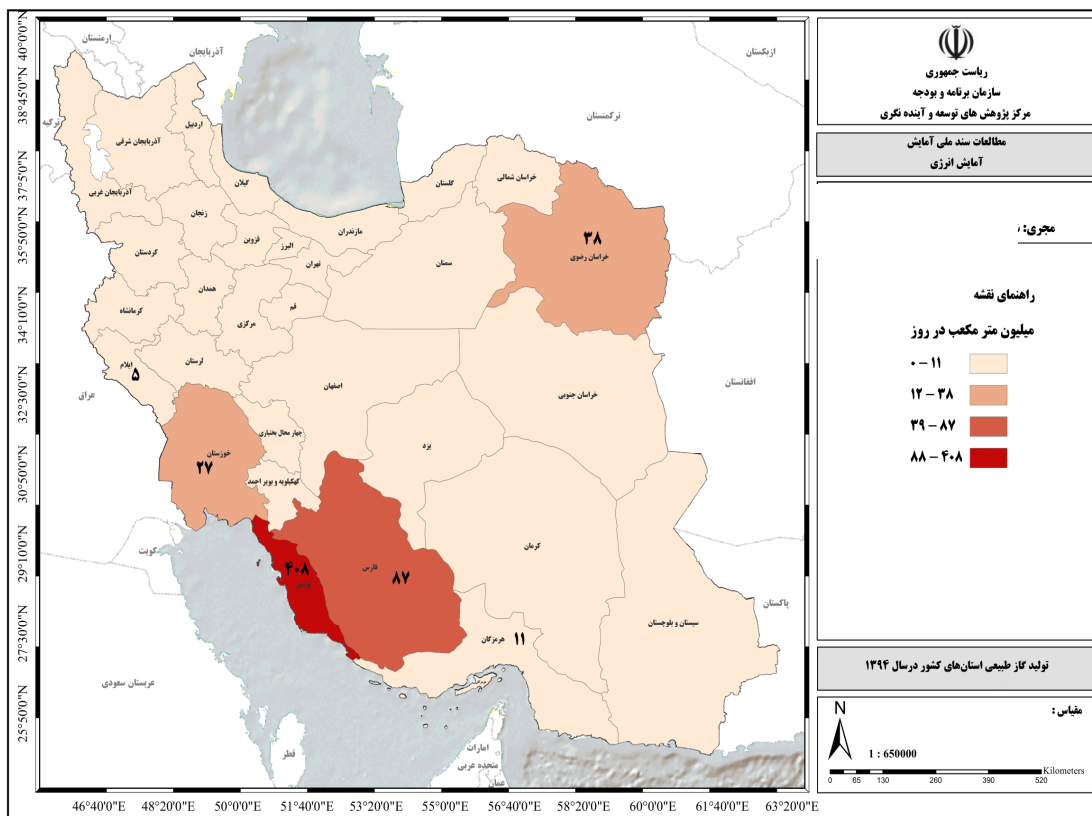 ریاست جمهوری
سازمان برنامه و بودجه
مرکز پژوهش های توسعه و آینده نگری
مطالعات سند ملی آمایش
آمایش انرژی
مجری:
راهنمای نقشه
میلیون متر مکعب در روز
۰ – ۱۱
۱۲ – ۳۸
۳۹ – ۸۷
۸۸ – ۴۰۸
تولید گاز طبیعی استان‌های کشور درسال ۱۳۹۴
مقیاس :
N
1 : 650000
Kilometers
0 65 130 260 390 520
40°0'0"N
38°45'0"N
37°5'0"N
35°50'0"N
34°10'0"N
32°30'0"N
30°50'0"N
29°10'0"N
27°30'0"N
25°50'0"N
46°40'0"E
48°20'0"E
50°0'0"E
51°40'0"E
53°20'0"E
55°0'0"E
56°40'0"E
58°20'0"E
60°0'0"E
61°40'0"E
63°20'0"E
ارمنستان
آذربایجان
ازبکستان
ترکمنستان
ترکیه
عراق
افغانستان
پاکستان
کویت
عربستان سعودی
قطر
امارات
متحده عربی
عمان
اردبیل
آذربایجان شرقی
آذربایجان غربی
گیلان
زنجان
کردستان
قزوین
البرز
مازندران
تهران
گلستان
خراسان شمالی
۳۸
خراسان رضوی
سمنان
همدان
کرمانشاه
مرکزی
قم
ایلام
۵
لرستان
اصفهان
خراسان جنوبی
چهار محال بختیاری
خوزستان
۲۷
یزد
کهگیلویه و بویر احمد
کرمان
فارس
۸۷
۴۰۸
هرمزگان
۱۱
سیستان و بلوچستان